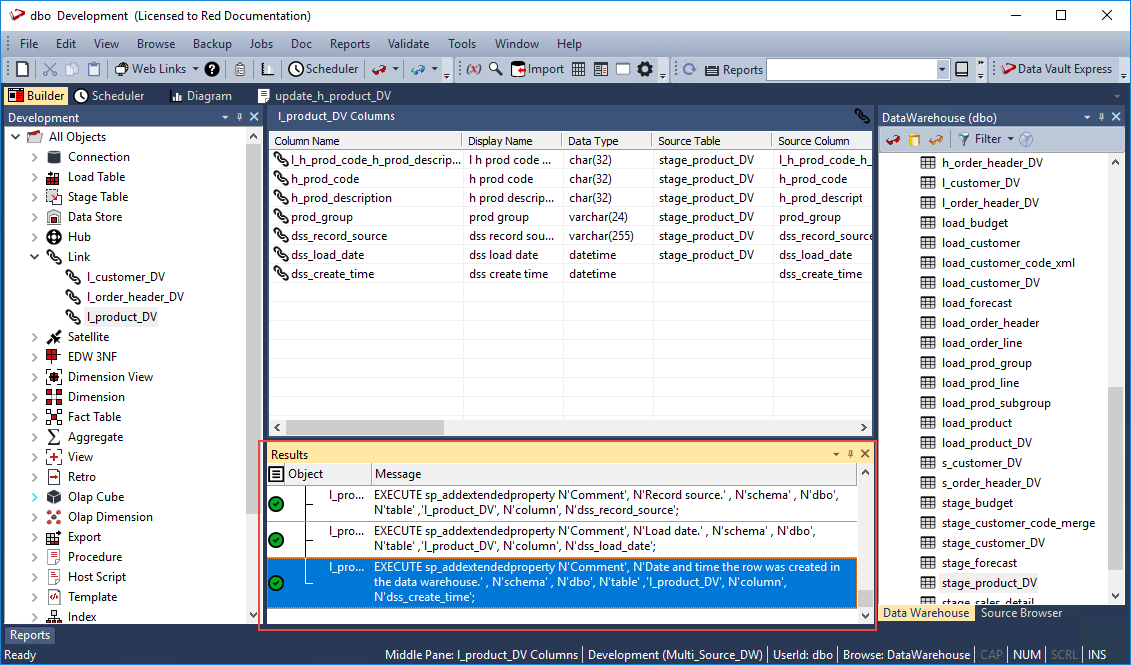 dbo Development (Licensed to Red Documentation)
File Edit View Browse Backup Jobs Doc Reports Validate Tools Window Help
Web Links Scheduler (x) Import Reports Data Vault Express
Builder Scheduler Diagram update_h_product_DV
Development
All Objects
Connection
Load Table
Stage Table
Data Store
Hub
Link
l_customer_DV
l_order_header_DV
l_product_DV
Satellite
EDW 3NF
Dimension View
Dimension
Fact Table
Aggregate
View
Retro
Olap Cube
Olap Dimension
Export
Procedure
Host Script
Template
Index
l_product_DV Columns
Column Name Display Name Data Type Source Table Source Column
l_h_prod_code_h_prod_descrip... l h prod code ... char(32) stage_product_DV l_h_prod_code_h_
h_prod_code h prod code char(32) stage_product_DV h_prod_code
h_prod_description h prod descrip... char(32) stage_product_DV h_prod_descript
prod_group prod group varchar(24) stage_product_DV prod_group
dss_record_source dss record sou... varchar(255) stage_product_DV dss_record_source
dss_load_date dss load date datetime stage_product_DV dss_load_date
dss_create_time dss create time datetime dss_create_time
Results
Object Message
l_pro... EXECUTE sp_addextendedproperty N'Comment', N'Record source.' , N'schema' , N'dbo',
N'table' ,'l_product_DV', N'column', N'dss_record_source';
l_pro... EXECUTE sp_addextendedproperty N'Comment', N'Load date.' , N'schema' , N'dbo',
N'table' ,'l_product_DV', N'column', N'dss_load_date';
l_pro... EXECUTE sp_addextendedproperty N'Comment', N'Date and time the row was created in
the data warehouse.' , N'schema' , N'dbo', N'table' ,'l_product_DV', N'column',
N'dss_create_time';
DataWarehouse (dbo)
Filter
h_order_header_DV
l_customer_DV
l_order_header_DV
load_budget
load_customer
load_customer_code_xml
load_customer_DV
load_forecast
load_order_header
load_order_line
load_prod_group
load_prod_line
load_prod_subgroup
load_product
load_product_DV
s_customer_DV
s_order_header_DV
stage_budget
stage_customer_code_merge
stage_customer_DV
stage_forecast
stage_product_DV
stage_sales_detail
Data Warehouse Source Browser
Reports
Ready Middle Pane: l_product_DV Columns Development (Multi_Source_DW) UserId: dbo Browse: DataWarehouse CAP NUM SCRL INS